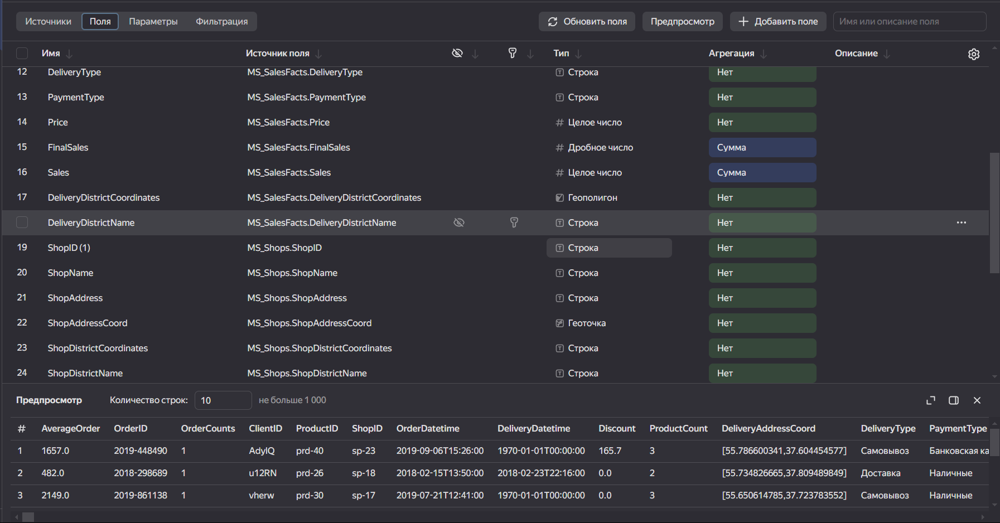 Источники Поля Параметры Фильтрация Обновить поля Предпросмотр Добавить поле Имя или описание поля
Имя Источник поля Тип Агрегация Описание
12 DeliveryType MS_SalesFacts.DeliveryType Строка Нет
13 PaymentType MS_SalesFacts.PaymentType Строка Нет
14 Price MS_SalesFacts.Price Целое число Нет
15 FinalSales MS_SalesFacts.FinalSales Дробное число Сумма
16 Sales MS_SalesFacts.Sales Целое число Сумма
17 DeliveryDistrictCoordinates MS_SalesFacts.DeliveryDistrictCoordinates Геополигон Нет
DeliveryDistrictName MS_SalesFacts.DeliveryDistrictName Строка Нет
19 ShopID (1) MS_Shops.ShopID Строка Нет
20 ShopName MS_Shops.ShopName Строка Нет
21 ShopAddress MS_Shops.ShopAddress Строка Нет
22 ShopAddressCoord MS_Shops.ShopAddressCoord Геоточка Нет
23 ShopDistrictCoordinates MS_Shops.ShopDistrictCoordinates Строка Нет
24 ShopDistrictName MS_Shops.ShopDistrictName Строка Нет
Предпросмотр Количество строк: 10 не больше 1 000
# AverageOrder OrderID OrderCounts ClientID ProductID ShopID OrderDatetime DeliveryDatetime Discount ProductCount DeliveryAddressCoord DeliveryType PaymentType
1 1657.0 2019-448490 1 AdylQ prd-40 sp-23 2019-09-06T15:26:00 1970-01-01T00:00:00 165.7 3 [55.786600341,37.604454577] Самовывоз Банковская ка
2 482.0 2018-298689 1 u12RN prd-26 sp-18 2018-02-15T13:50:00 2018-02-23T22:16:00 0.0 2 [55.734826665,37.809489849] Доставка Наличные
3 2149.0 2019-861138 1 vherw prd-30 sp-17 2019-07-21T12:41:00 1970-01-01T00:00:00 0.0 3 [55.650614785,37.723783552] Самовывоз Наличные